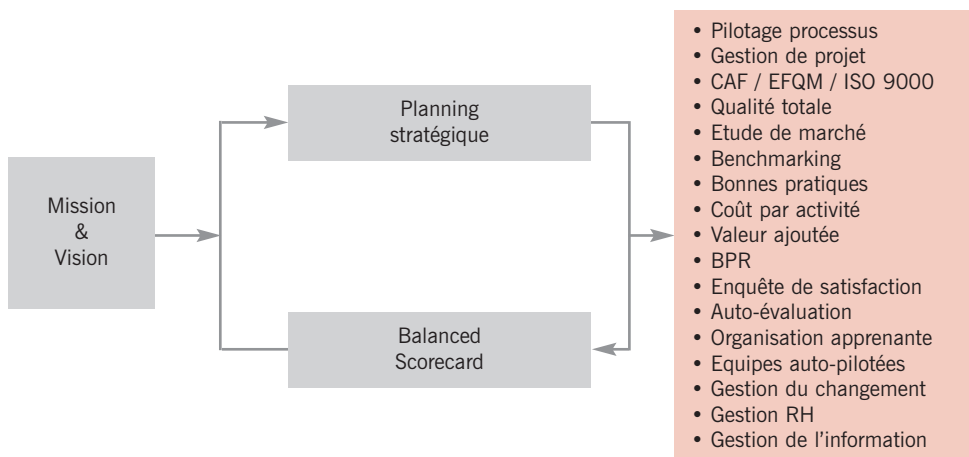 Mission
&
Vision
Planning
stratégique
Balanced
Scorecard
• Pilotage processus
• Gestion de projet
• CAF / EFQM / ISO 9000
• Qualité totale
• Etude de marché
• Benchmarking
• Bonnes pratiques
• Coût par activité
• Valeur ajoutée
• BPR
• Enquête de satisfaction
• Auto-évaluation
• Organisation apprenante
• Equipes auto-pilotées
• Gestion du changement
• Gestion RH
• Gestion de l’information